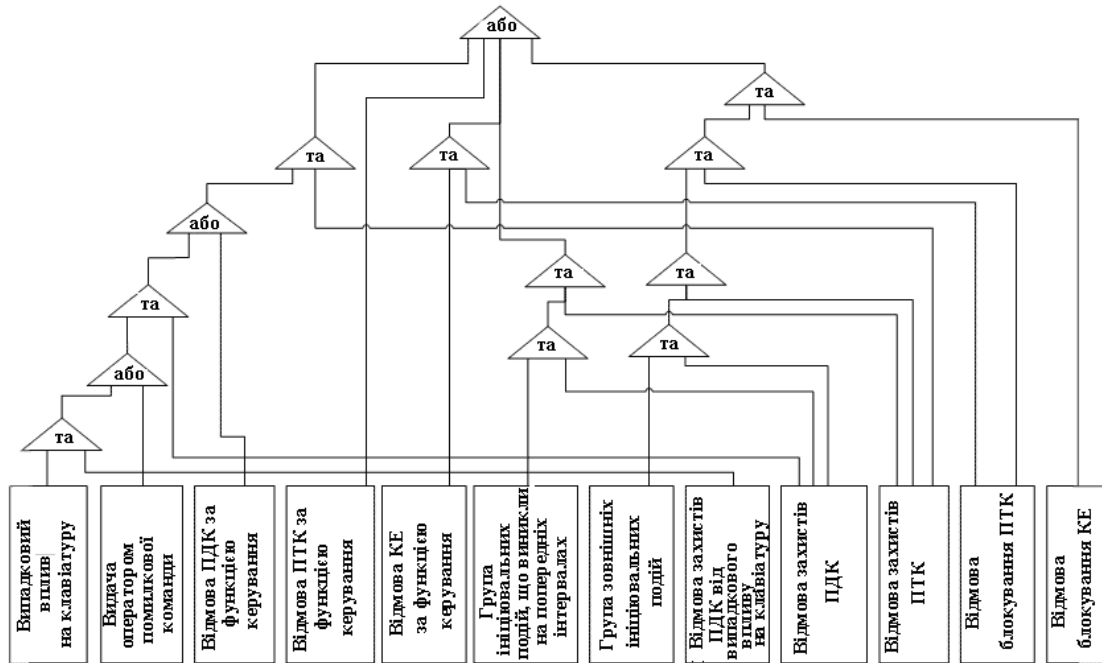 або
та
та
та
та
або
та
та
та
та
та
або
та
Випадковий
вплив
на клавіатуру
Видача
оператором
помилкової
команди
Відмова ПДК за
функцією
керування
Відмова ПТК за
функцією
керування
Відмова КЕ
за функцією
керування
Група
ініціювальних
подій, що виникли
на попередніх
інтервалах
Група зовнішніх
ініціювальних
подій
Відмова захистів
ПДК від
випадкового
впливу
на клавіатуру
Відмова захистів
ПДК
Відмова захистів
ПТК
Відмова
блокування ПТК
Відмова
блокування КЕ